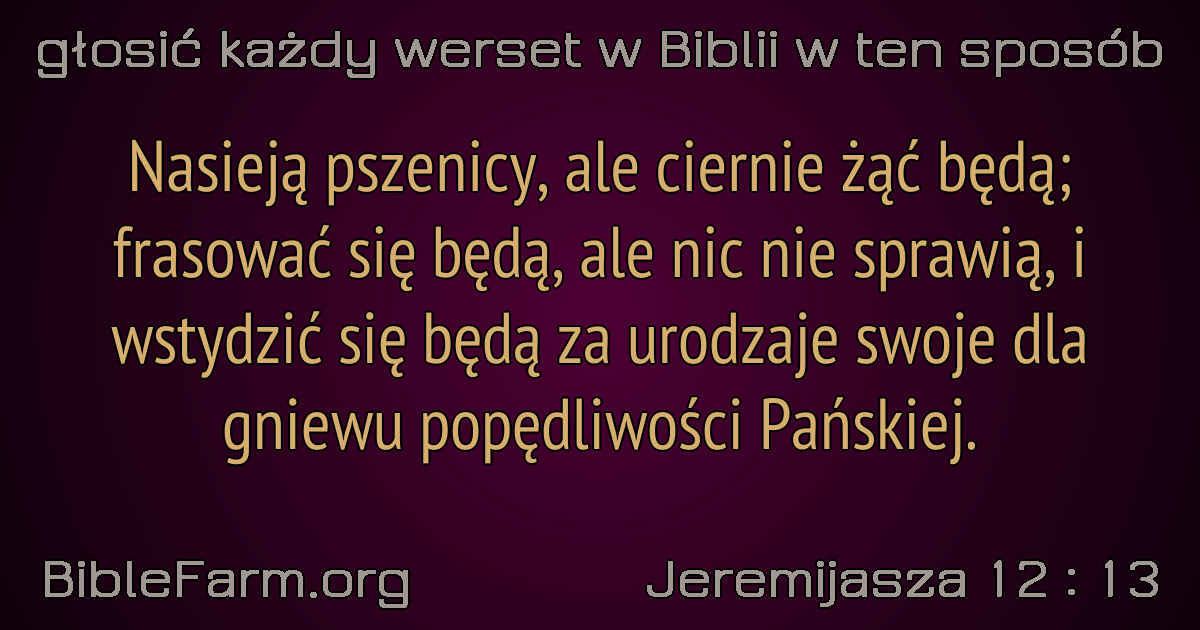 głosić każdy werset w Biblii w ten sposób
Nasieją pszenicy, ale ciernie żąć będą;
frasować się będą, ale nic nie sprawią, i
wstydzić się będą za urodzaje swoje dla
gniewu popędliwości Pańskiej.
BibleFarm.org
Jeremijasza 12 : 13